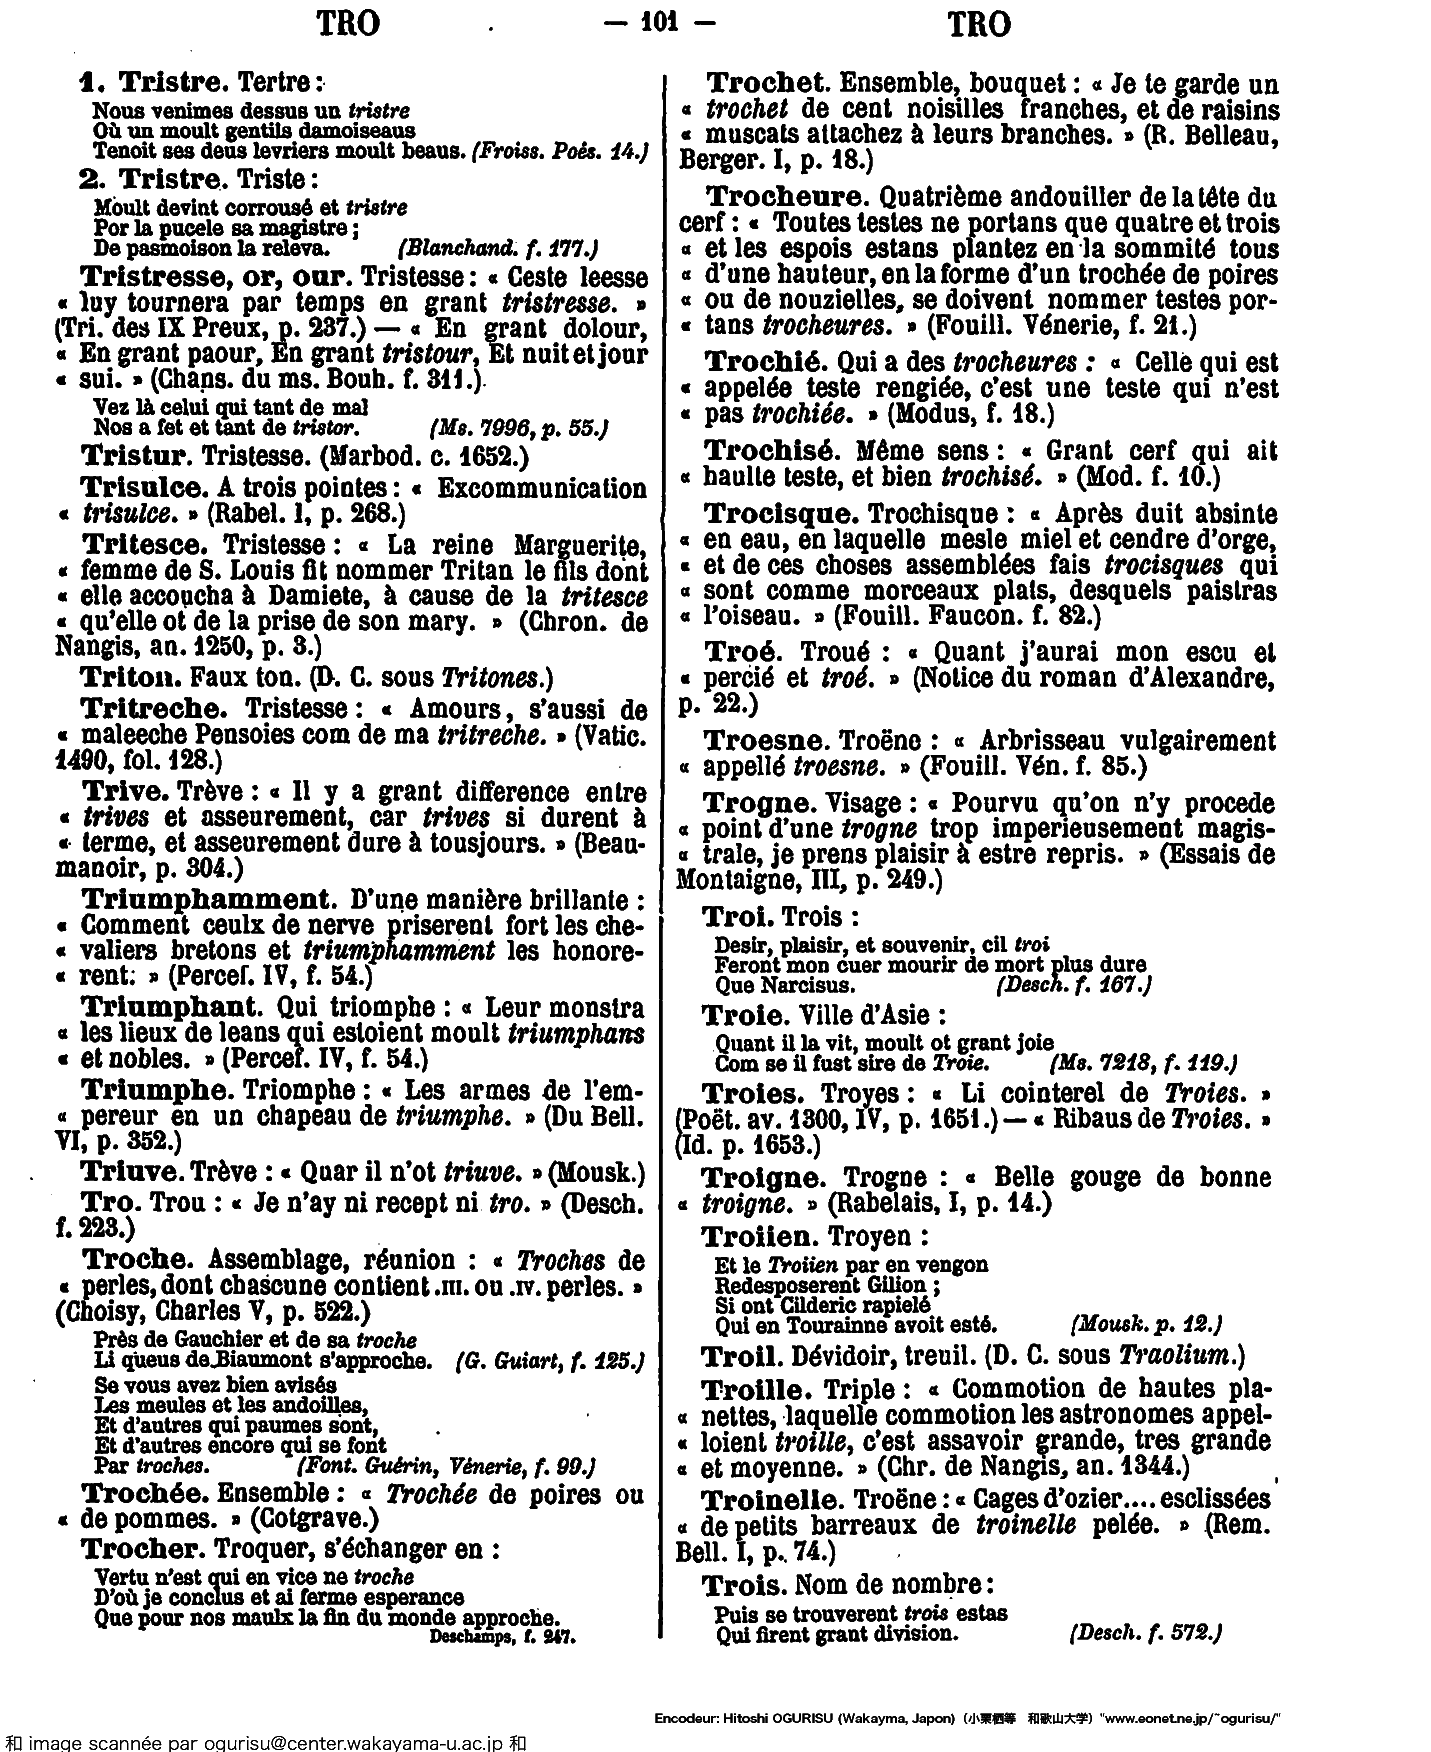 TRO — 101 — TRO
1. Tristre. Tertre :
Nous venimes dessus un tristre
Où un moult gentils damoiseaus
Tenoit ses deus levriers moult beaus. (Froiss. Poés. 14.)
2. Tristre. Triste :
Moult devint corrousé et tristre
Por la pucele sa magistre ;
De pasmoison la releva. (Blanchand. f. 177.)
Tristresse, or, our. Tristesse : « Ceste leesse
« luy tournera par temps en grant tristresse. »
(Tri. des IX Preux, p. 237.) — « En grant dolour,
« En grant paour, En grant tristour, Et nuit et jour
« sui. » (Chans. du ms. Bouh. f. 311.)
Vez là celui qui tant de mal
Nos a fet et tant de tristor. (Ms. 7996, p. 55.)
Tristur. Tristesse. (Marbod. c. 1652.)
Trisulce. A trois pointes : « Excommunication
« trisulce. » (Rabel. I, p. 268.)
Tritesce. Tristesse : « La reine Marguerite,
« femme de S. Louis fit nommer Tritan le fils dont
« elle accoucha à Damiete, à cause de la tritesce
« qu'elle ot de la prise de son mary. » (Chron. de
Nangis, an. 1250, p. 3.)
Triton. Faux ton. (D. C. sous Tritones.)
Tritreche. Tristesse : « Amours, s'aussi de
« maleeche Pensoies com de ma tritreche. » (Vatic.
1490, fol. 128.)
Trive. Trève : « Il y a grant difference entre
« trives et asseurement, car trives si durent à
« terme, et asseurement dure à tousjours. » (Beau-
manoir, p. 304.)
Triumphamment. D'une manière brillante :
« Comment ceulx de nerve priserent fort les che-
« valiers bretons et triumphamment les honore-
« rent. » (Percef. IV, f. 54.)
Triumphant. Qui triomphe : « Leur monstra
« les lieux de leans qui estoient moult triumphans
« et nobles. » (Percef. IV, f. 54.)
Triumphe. Triomphe : « Les armes de l'em-
« pereur en un chapeau de triumphe. » (Du Bell.
VI, p. 352.)
Triuve. Trève : « Quar il n'ot triuve. » (Mousk.)
Tro. Trou : « Je n'ay ni recept ni tro. » (Desch.
f. 223.)
Troche. Assemblage, réunion : « Troches de
« perles, dont chascune contient .III. ou .IV. perles. »
(Choisy, Charles V, p. 522.)
Près de Gauchier et de sa troche
Li queus de Biaumont s'approche. (G. Guiart, f. 125.)
Se vous avez bien avisés
Les meules et les andoilles,
Et d'autres qui paumes sont,
Et d'autres encore qui se font
Par troches. (Font. Guérin, Vénerie, f. 99.)
Trochée. Ensemble : « Trochée de poires ou
« de pommes. » (Cotgrave.)
Trocher. Troquer, s'échanger en :
Vertu n'est qui en vice ne troche
D'où je conclus et ai ferme esperance
Que pour nos maulx la fin du monde approche.
Deschamps, f. 247.
Trochet. Ensemble, bouquet : « Je te garde un
« trochet de cent noisilles franches, et de raisins
« muscats attachez à leurs branches. » (R. Belleau,
Berger. I, p. 18.)
Trocheure. Quatrième andouiller de la tête du
cerf : « Toutes testes ne portans que quatre et trois
« et les espois estans plantez en la sommité tous
« d'une hauteur, en la forme d'un trochée de poires
« ou de nouzielles, se doivent nommer testes por-
« tans trocheures. » (Fouill. Vénerie, f. 21.)
Trochié. Qui a des trocheures : « Celle qui est
« appelée teste rengiée, c'est une teste qui n'est
« pas trochiée. » (Modus, f. 18.)
Trochisé. Même sens : « Grant cerf qui ait
« haulte teste, et bien trochisé. » (Mod. f. 10.)
Trocisque. Trochisque : « Après duit absinte
« en eau, en laquelle mesle miel et cendre d'orge,
« et de ces choses assemblées fais trocisques qui
« sont comme morceaux plats, desquels paistras
« l'oiseau. » (Fouill. Faucon. f. 82.)
Troé. Troué : « Quant j'aurai mon escu et
« percié et troé. » (Notice du roman d'Alexandre,
p. 22.)
Troesne. Troëne : « Arbrisseau vulgairement
« appellé troesne. » (Fouill. Vén. f. 85.)
Trogne. Visage : « Pourvu qu'on n'y procede
« point d'une trogne trop imperieusement magis-
« trale, je prens plaisir à estre repris. » (Essais de
Montaigne, III, p. 249.)
Troi. Trois :
Desir, plaisir, et souvenir, cil troi
Feront mon cuer mourir de mort plus dure
Que Narcisus. (Desch. f. 167.)
Troie. Ville d'Asie :
Quant il la vit, moult ot grant joie
Com se il fust sire de Troie. (Ms. 7218, f. 119.)
Troies. Troyes : « Li cointerel de Troies. »
(Poët. av. 1300, IV, p. 1651.) — « Ribaus de Troies. »
(Id. p. 1653.)
Troigne. Trogne : « Belle gouge de bonne
« troigne. » (Rabelais, I, p. 14.)
Troiien. Troyen :
Et le Troiien par en vengon
Redesposerent Gilion ;
Si ont Cilderic rapielé
Qui en Tourainne avoit esté. (Mousk. p. 12.)
Troil. Dévidoir, treuil. (D. C. sous Traolium.)
Troille. Triple : « Commotion de hautes pla-
« nettes, laquelle commotion les astronomes appel-
« loient troille, c'est assavoir grande, tres grande
« et moyenne. » (Chr. de Nangis, an. 1344.)
Troinelle. Troëne : « Cages d'ozier.... esclissées
« de petits barreaux de troinelle pelée. » (Rem.
Bell. I, p. 74.)
Trois. Nom de nombre :
Puis se trouverent trois estas
Qui firent grant division. (Desch. f. 572.)
Encodeur: Hitoshi OGURISU (Wakayma, Japon) (小栗栖等 和歌山大学) "www.eonet.ne.jp/~ogurisu/"
和 image scannée par ogurisu@center.wakayama-u.ac.jp 和